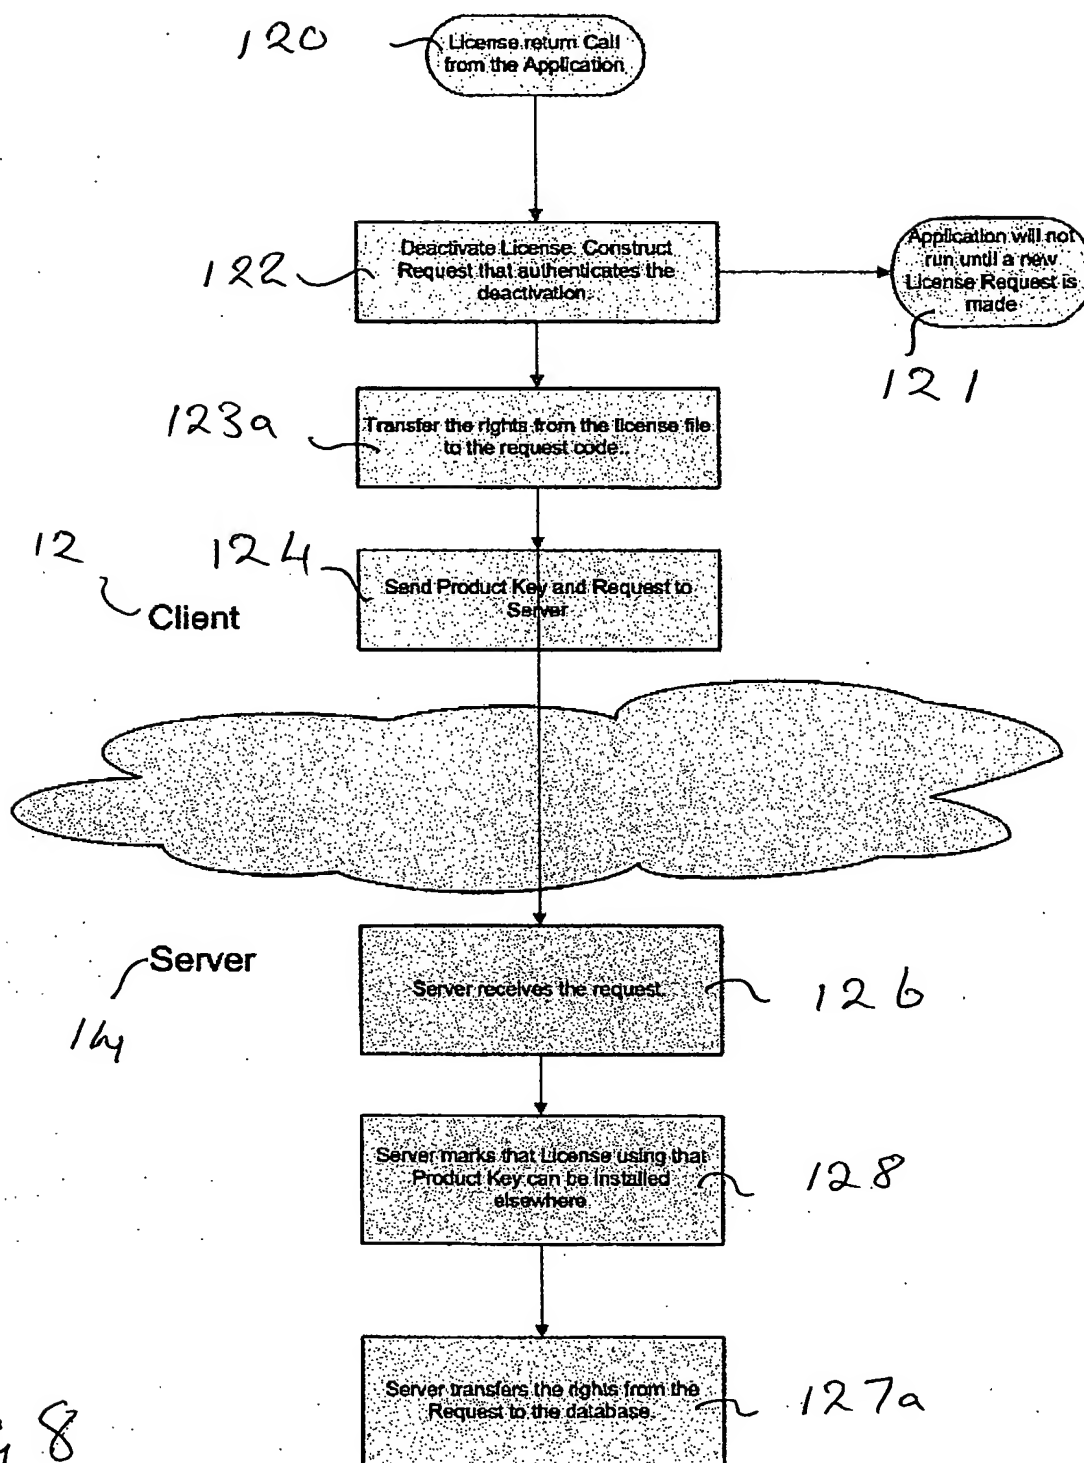 120
License return Call
from the Application
122
Deactivate License. Construct
Request that authenticates the
deactivation.
Application will not
run until a new
License Request is
made
121
123a
Transfer the rights from the license file
to the request code..
12
124
Client
Send Product Key and Request to
Server
Server
14
Server receives the request.
126
Server marks that License using that
Product Key can be installed
elsewhere
128
Server transfers the rights from the
Request to the database.
127a
8